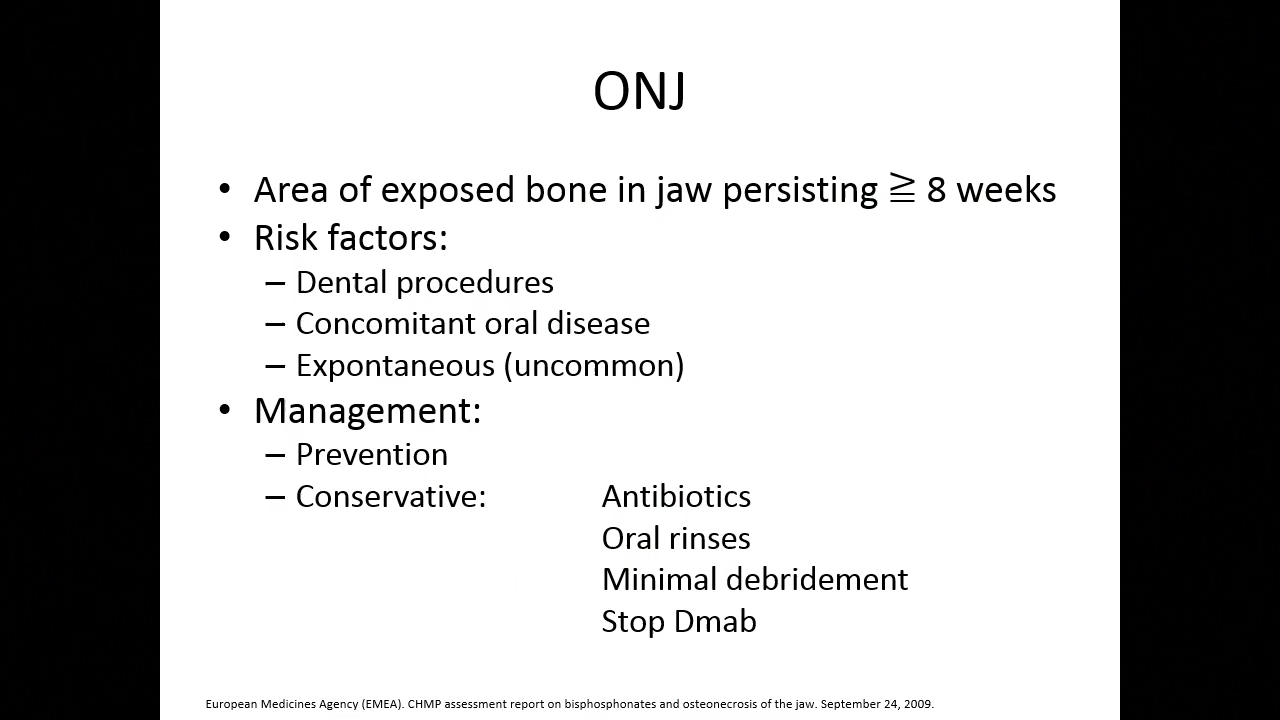 ONJ
• Area of exposed bone in jaw persisting ≧ 8 weeks
• Risk factors:
– Dental procedures
– Concomitant oral disease
– Expontaneous (uncommon)
• Management:
– Prevention
– Conservative: Antibiotics
Oral rinses
Minimal debridement
Stop Dmab
European Medicines Agency (EMEA). CHMP assessment report on bisphosphonates and osteonecrosis of the jaw. September 24, 2009.